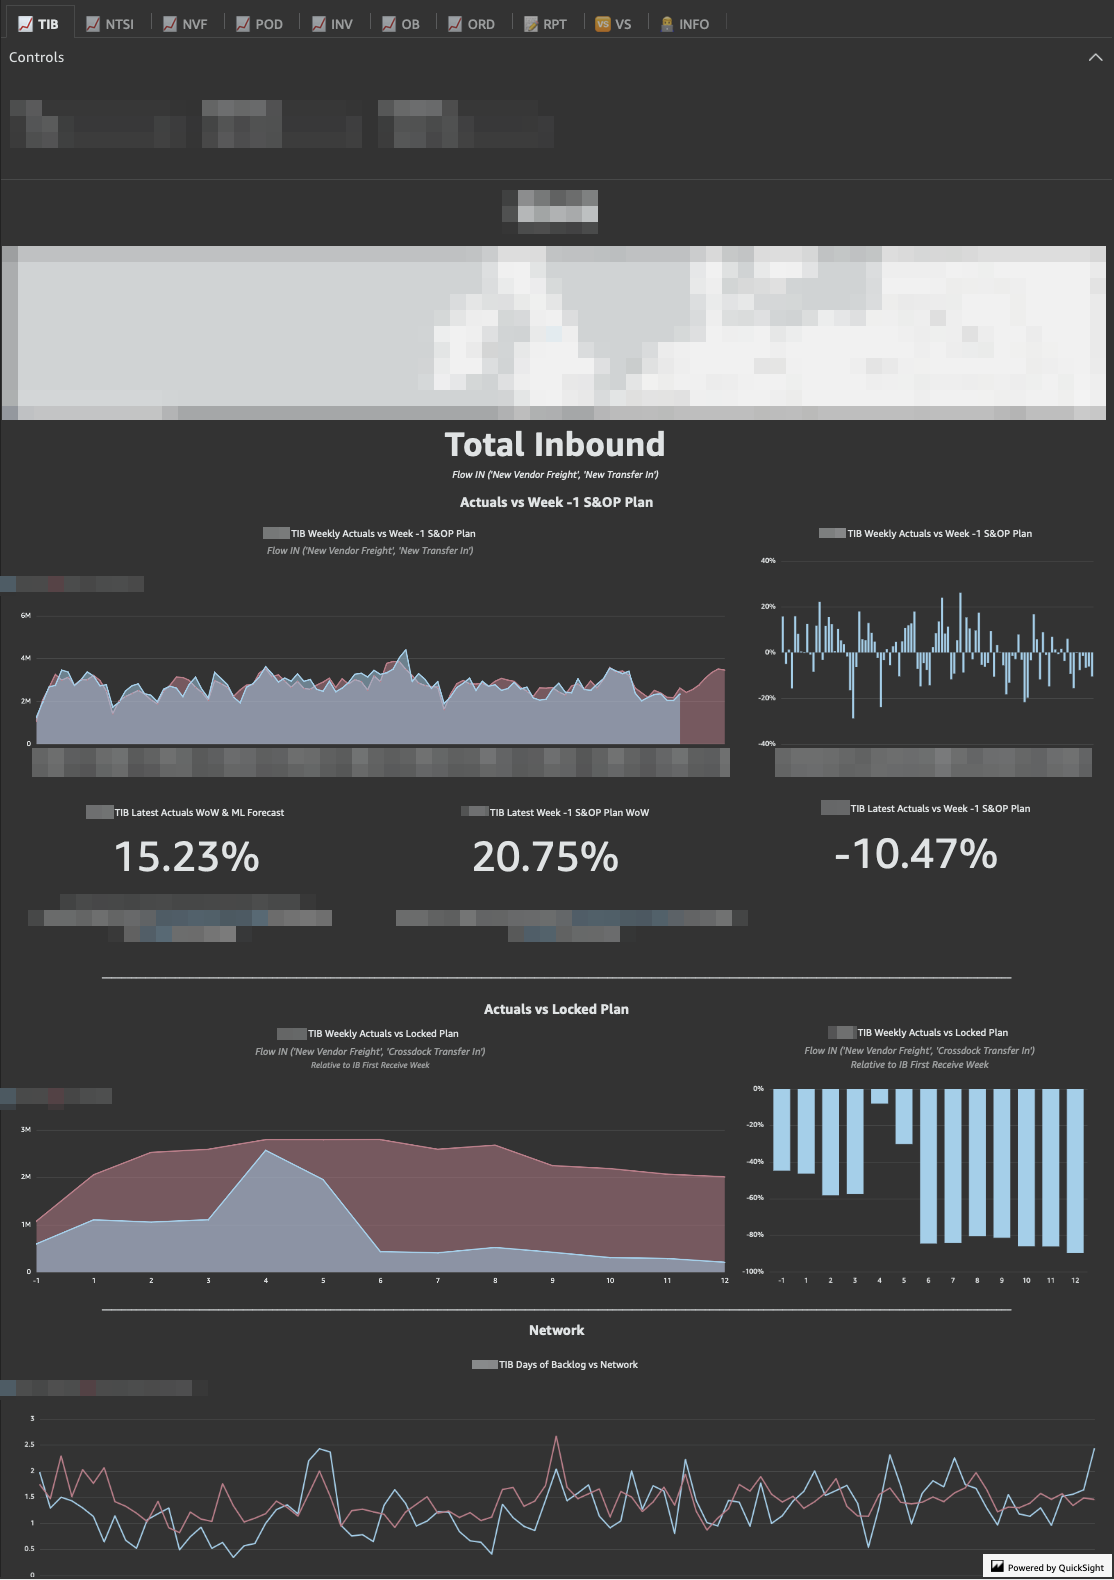 TIB NTSI NVF POD INV OB ORD RPT VS VS INFO
Controls
Total Inbound
Flow IN ('New Vendor Freight', 'New Transfer In')
Actuals vs Week -1 S&OP Plan
TIB Weekly Actuals vs Week -1 S&OP Plan
Flow IN ('New Vendor Freight', 'New Transfer In')
6M
4M
2M
0
TIB Weekly Actuals vs Week -1 S&OP Plan
40%
20%
0%
-20%
-40%
TIB Latest Actuals WoW & ML Forecast
15.23%
TIB Latest Week -1 S&OP Plan WoW
20.75%
TIB Latest Actuals vs Week -1 S&OP Plan
-10.47%
Actuals vs Locked Plan
TIB Weekly Actuals vs Locked Plan
Flow IN ('New Vendor Freight', 'Crossdock Transfer In')
Relative to IB First Receive Week
3M
2M
1M
0
-1 1 2 3 4 5 6 7 8 9 10 11 12
TIB Weekly Actuals vs Locked Plan
Flow IN ('New Vendor Freight', 'Crossdock Transfer In')
Relative to IB First Receive Week
0%
-20%
-40%
-60%
-80%
-100%
-1 1 2 3 4 5 6 7 8 9 10 11 12
Network
TIB Days of Backlog vs Network
3
2.5
2
1.5
1
0.5
0
Powered by QuickSight